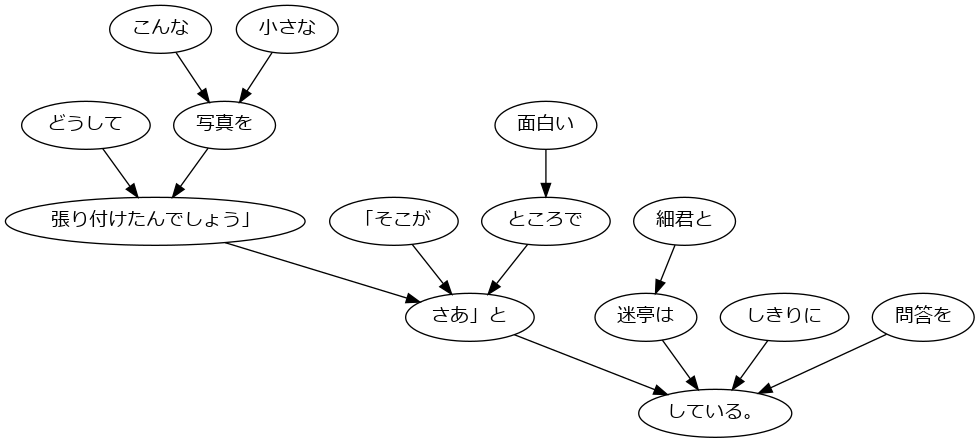 こんな
小さな
どうして
写真を
面白い
張り付けたんでしょう」
「そこが
ところで
細君と
さあ」と
迷亭は
しきりに
問答を
している。